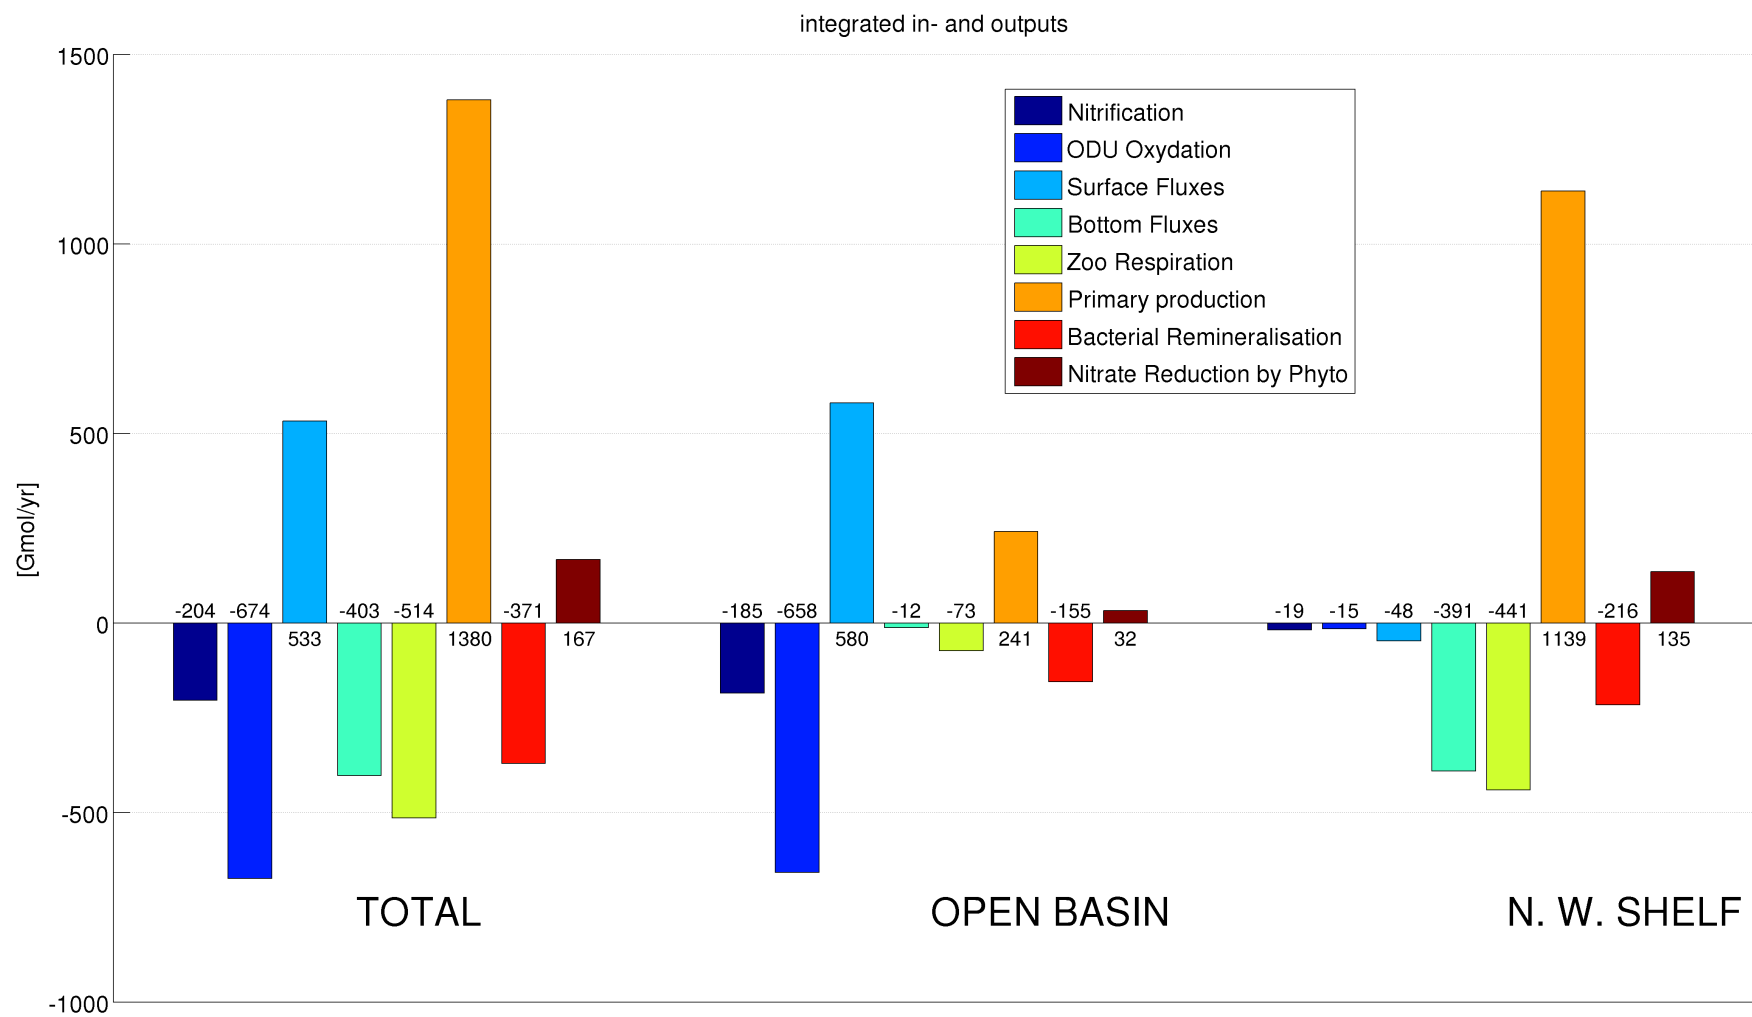 integrated in- and outputs
1500
1000
500
0
-500
-1000
[Gmol/yr]
Nitrification
ODU Oxydation
Surface Fluxes
Bottom Fluxes
Zoo Respiration
Primary production
Bacterial Remineralisation
Nitrate Reduction by Phyto
-204 -674 -403 -514 -371 -185 -658 -12 -73 -155 -19 -15 -48 -391 -441 -216
533 1380 167 580 241 32 1139 135
TOTAL OPEN BASIN N. W. SHELF